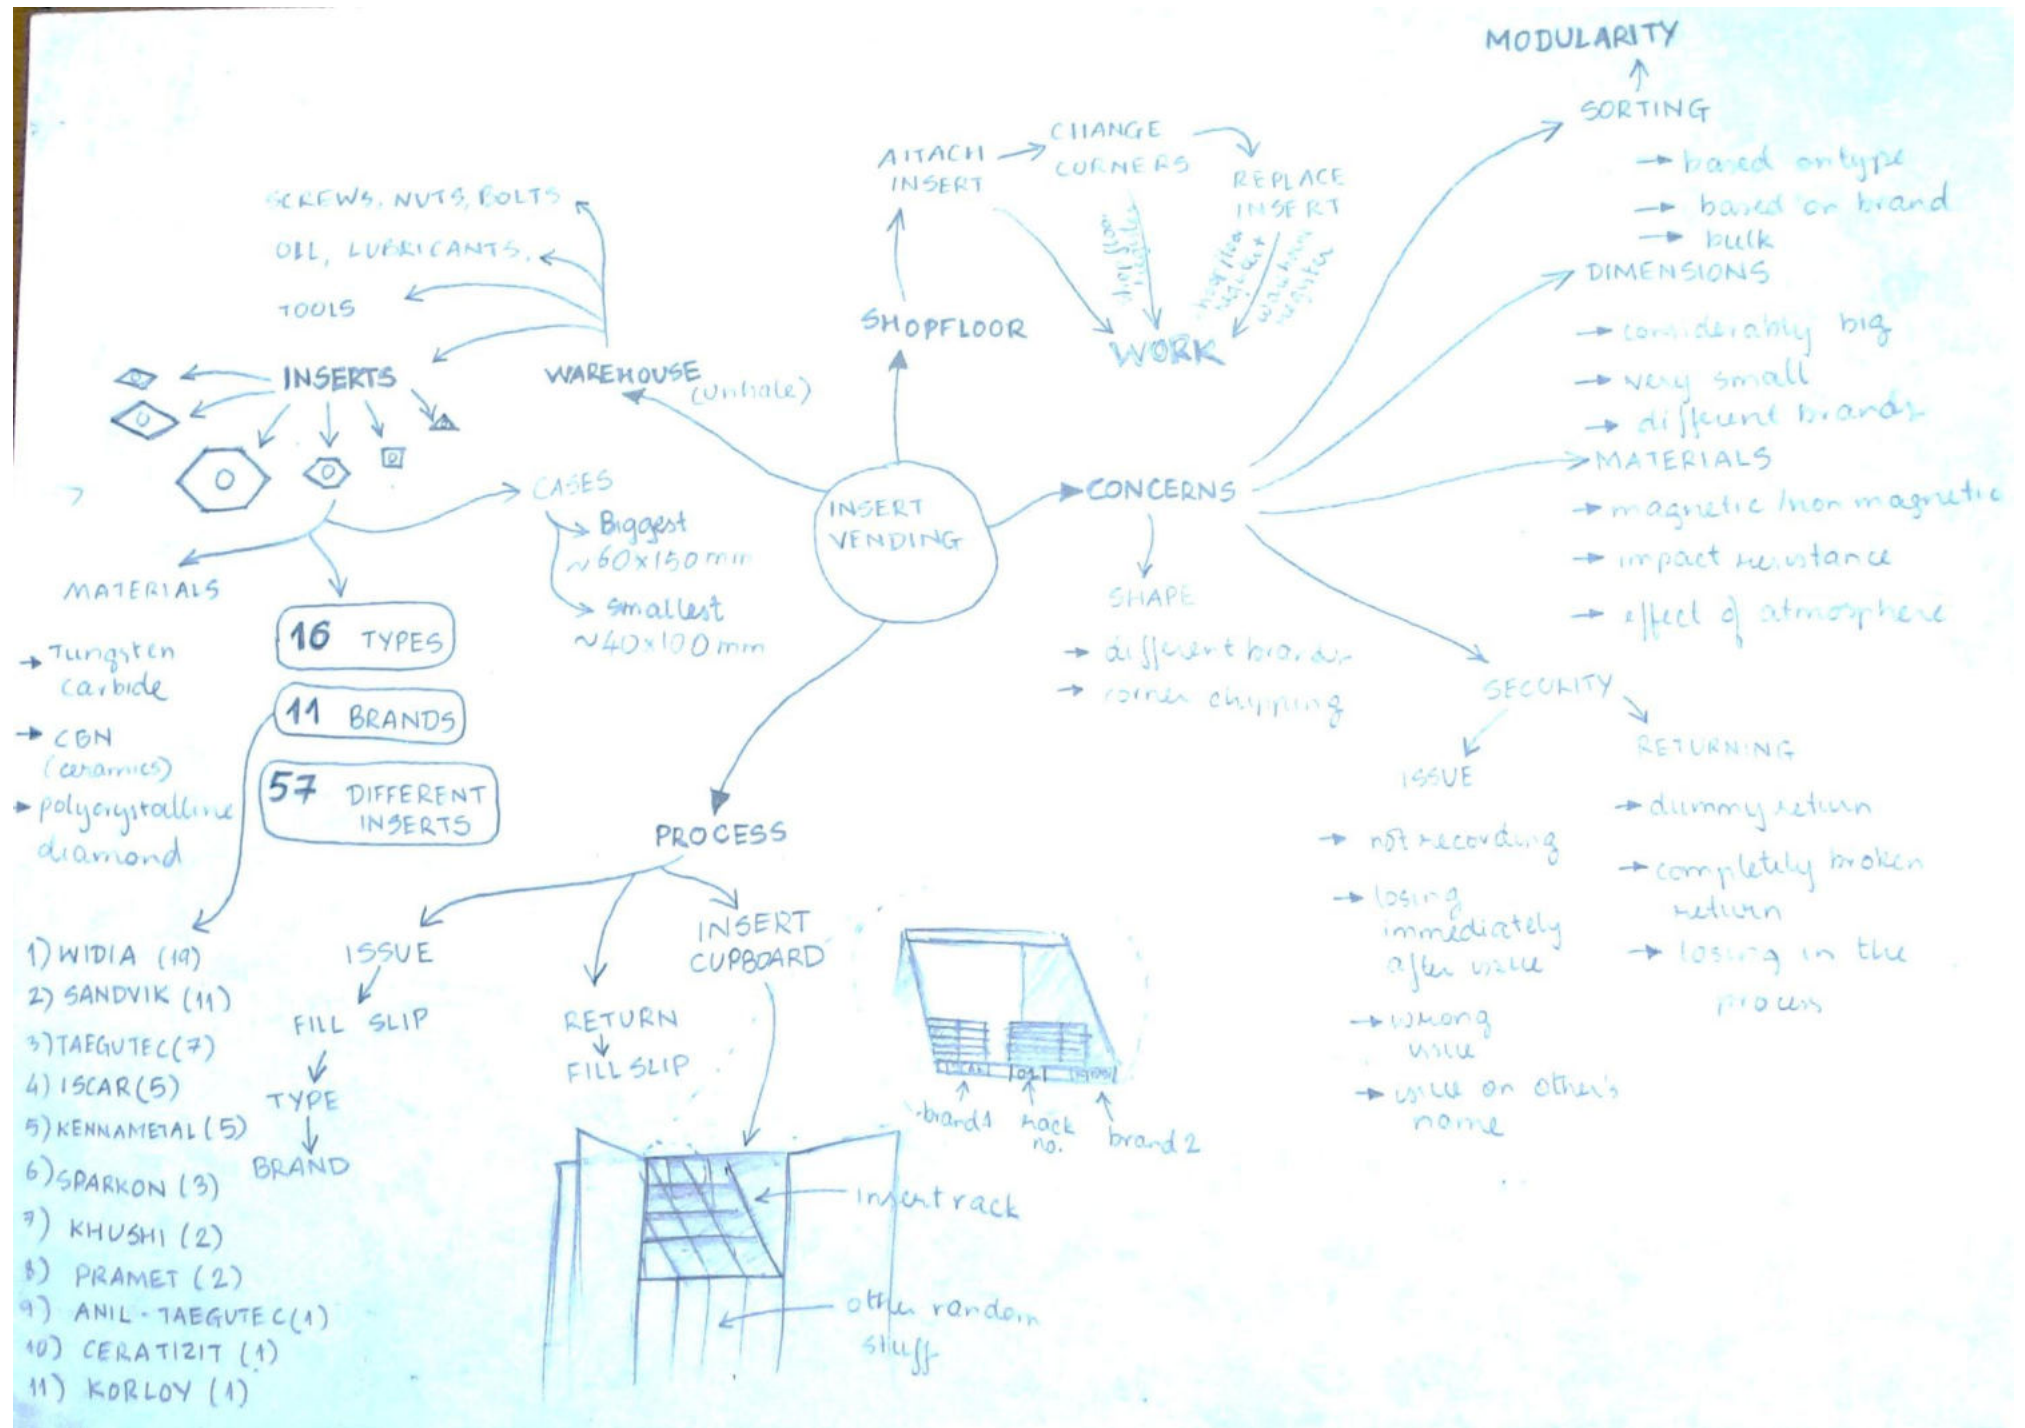 MODULARITY
SORTING
→ based on type
→ based on brand
→ bulk
DIMENSIONS
→ considerably big
→ very small
→ different brands
MATERIALS
→ magnetic/non magnetic
→ impact resistance
→ effect of atmosphere
ATTACH
INSERT
CHANGE
CORNERS
REPLACE
INSERT
shopfloor
register
warehouse
register
WORK
SHOPFLOOR
SCREWS, NUTS, BOLTS
OIL, LUBRICANTS,
TOOLS
INSERTS
WAREHOUSE
CASES
→ Biggest
~60x150mm
→ smallest
~40x100mm
INSERT
VENDING
CONCERNS
SHAPE
→ different brands
→ corner chipping
SECURITY
ISSUE
→ not recording
→ losing
immediately
after issue
→ wrong
issue
→ issue on other's
name
RETURNING
→ dummy return
→ completely broken
return
→ losing in the
process
MATERIALS
→ Tungsten
carbide
→ CBN
(ceramics)
→ polycrystalline
diamond
16 TYPES
11 BRANDS
57 DIFFERENT
INSERTS
1) WIDIA (19)
2) SANDVIK (11)
3) TAEGUTEC (7)
4) ISCAR (5)
5) KENNAMETAL (5)
6) SPARKON (3)
7) KHUSHI (2)
8) PRAMET (2)
9) ANIL-TAEGUTEC (1)
10) CERATIZIT (1)
11) KORLOY (1)
PROCESS
ISSUE
FILL SLIP
TYPE
BRAND
RETURN
FILL SLIP
INSERT
CUPBOARD
brand1
rack
no.
brand 2
insert rack
other random
stuff